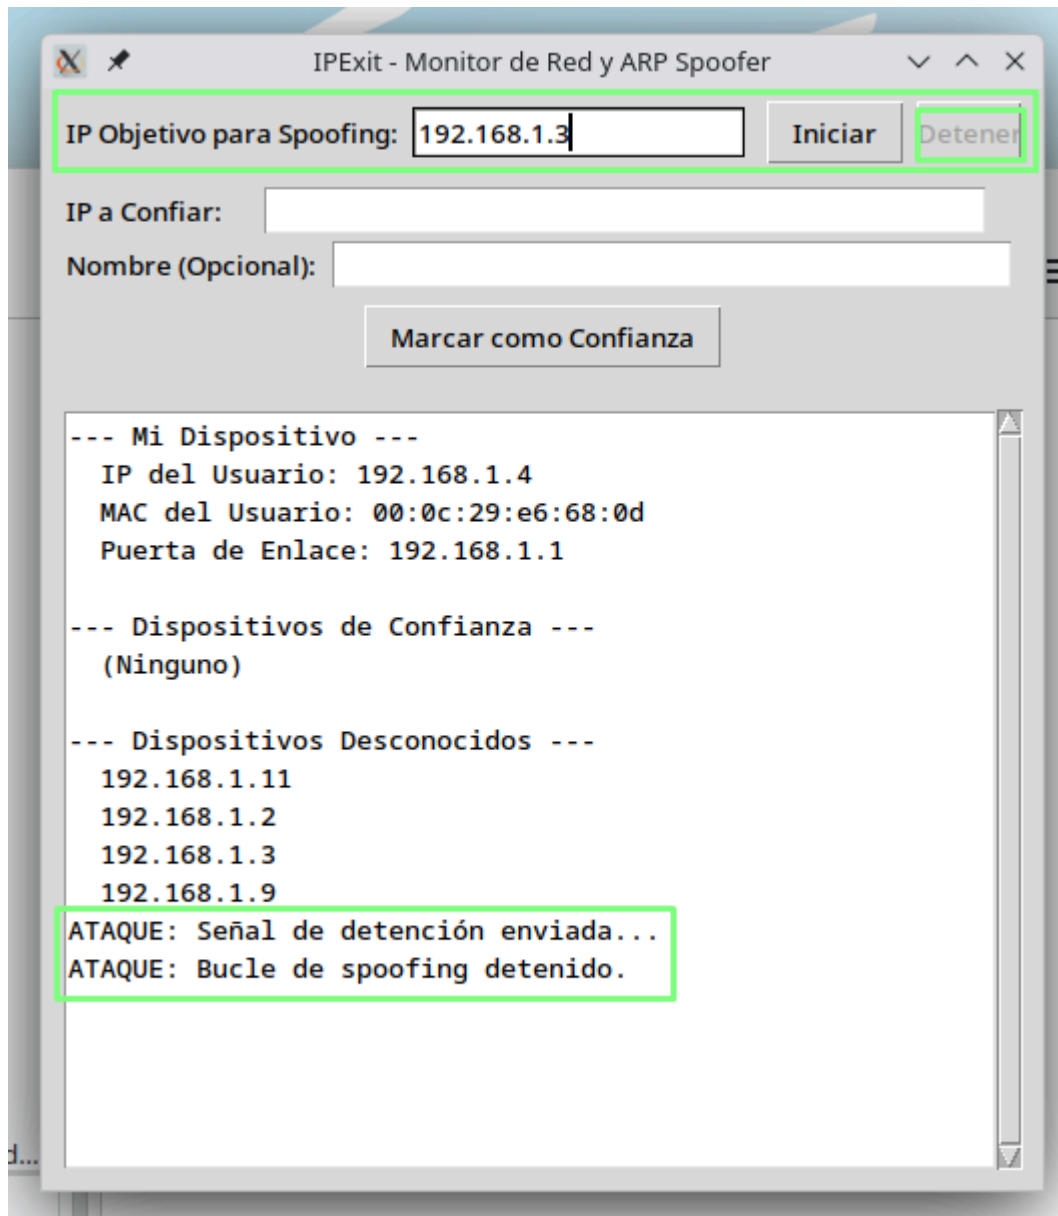 IPExit - Monitor de Red y ARP Spoofer
IP Objetivo para Spoofing: 192.168.1.3 Iniciar Detener
IP a Confiar:
Nombre (Opcional):
Marcar como Confianza
--- Mi Dispositivo ---
IP del Usuario: 192.168.1.4
MAC del Usuario: 00:0c:29:e6:68:0d
Puerta de Enlace: 192.168.1.1
--- Dispositivos de Confianza ---
(Ninguno)
--- Dispositivos Desconocidos ---
192.168.1.11
192.168.1.2
192.168.1.3
192.168.1.9
ATAQUE: Señal de detención enviada...
ATAQUE: Bucle de spoofing detenido.